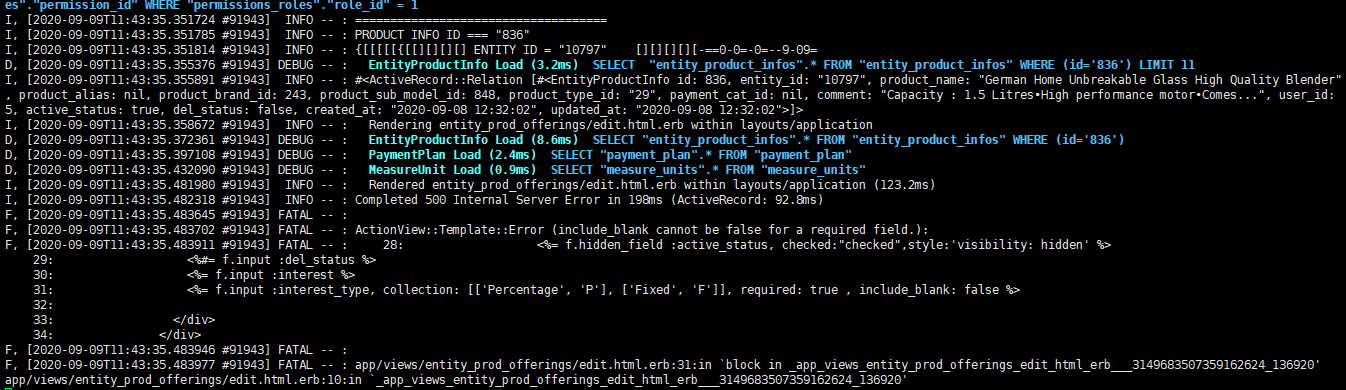 es"."permission_id" WHERE "permissions_roles"."role_id" = 1
I, [2020-09-09T11:43:35.351724 #91943]  INFO -- : ====================================
I, [2020-09-09T11:43:35.351785 #91943]  INFO -- : PRODUCT INFO ID === "836"
I, [2020-09-09T11:43:35.351814 #91943]  INFO -- : {[[[[[{[[][][][] ENTITY ID = "10797"    [][][][][-==0-0=-0=--9-09=
D, [2020-09-09T11:43:35.355376 #91943] DEBUG -- :   EntityProductInfo Load (3.2ms)  SELECT  "entity_product_infos".* FROM "entity_product_infos" WHERE (id='836') LIMIT 11
I, [2020-09-09T11:43:35.355891 #91943]  INFO -- : #<ActiveRecord::Relation [#<EntityProductInfo id: 836, entity_id: "10797", product_name: "German Home Unbreakable Glass High Quality Blender"
, product_alias: nil, product_brand_id: 243, product_sub_model_id: 848, product_type_id: "29", payment_cat_id: nil, comment: "Capacity : 1.5 Litres•High performance motor•Comes...", user_id:
5, active_status: true, del_status: false, created_at: "2020-09-08 12:32:02", updated_at: "2020-09-08 12:32:02">]>
I, [2020-09-09T11:43:35.358672 #91943]  INFO -- :   Rendering entity_prod_offerings/edit.html.erb within layouts/application
D, [2020-09-09T11:43:35.372361 #91943] DEBUG -- :   EntityProductInfo Load (8.6ms)  SELECT "entity_product_infos".* FROM "entity_product_infos" WHERE (id='836')
D, [2020-09-09T11:43:35.397108 #91943] DEBUG -- :   PaymentPlan Load (2.4ms)  SELECT "payment_plan".* FROM "payment_plan"
D, [2020-09-09T11:43:35.432090 #91943] DEBUG -- :   MeasureUnit Load (0.9ms)  SELECT "measure_units".* FROM "measure_units"
I, [2020-09-09T11:43:35.481980 #91943]  INFO -- :   Rendered entity_prod_offerings/edit.html.erb within layouts/application (123.2ms)
I, [2020-09-09T11:43:35.482318 #91943]  INFO -- : Completed 500 Internal Server Error in 198ms (ActiveRecord: 92.8ms)
F, [2020-09-09T11:43:35.483645 #91943] FATAL -- :
F, [2020-09-09T11:43:35.483702 #91943] FATAL -- : ActionView::Template::Error (include_blank cannot be false for a required field.):
F, [2020-09-09T11:43:35.483911 #91943] FATAL -- :     28:                   <%= f.hidden_field :active_status, checked:"checked",style:'visibility: hidden' %>
    29:                   <%#= f.input :del_status %>
    30:                   <%= f.input :interest %>
    31:                   <%= f.input :interest_type, collection: [['Percentage', 'P'], ['Fixed', 'F']], required: true , include_blank: false %>
    32:
    33:                 </div>
    34:               </div>
F, [2020-09-09T11:43:35.483946 #91943] FATAL -- :
F, [2020-09-09T11:43:35.483977 #91943] FATAL -- : app/views/entity_prod_offerings/edit.html.erb:31:in `block in _app_views_entity_prod_offerings_edit_html_erb___3149683507359162624_136920'
app/views/entity_prod_offerings/edit.html.erb:10:in `_app_views_entity_prod_offerings_edit_html_erb___3149683507359162624_136920'